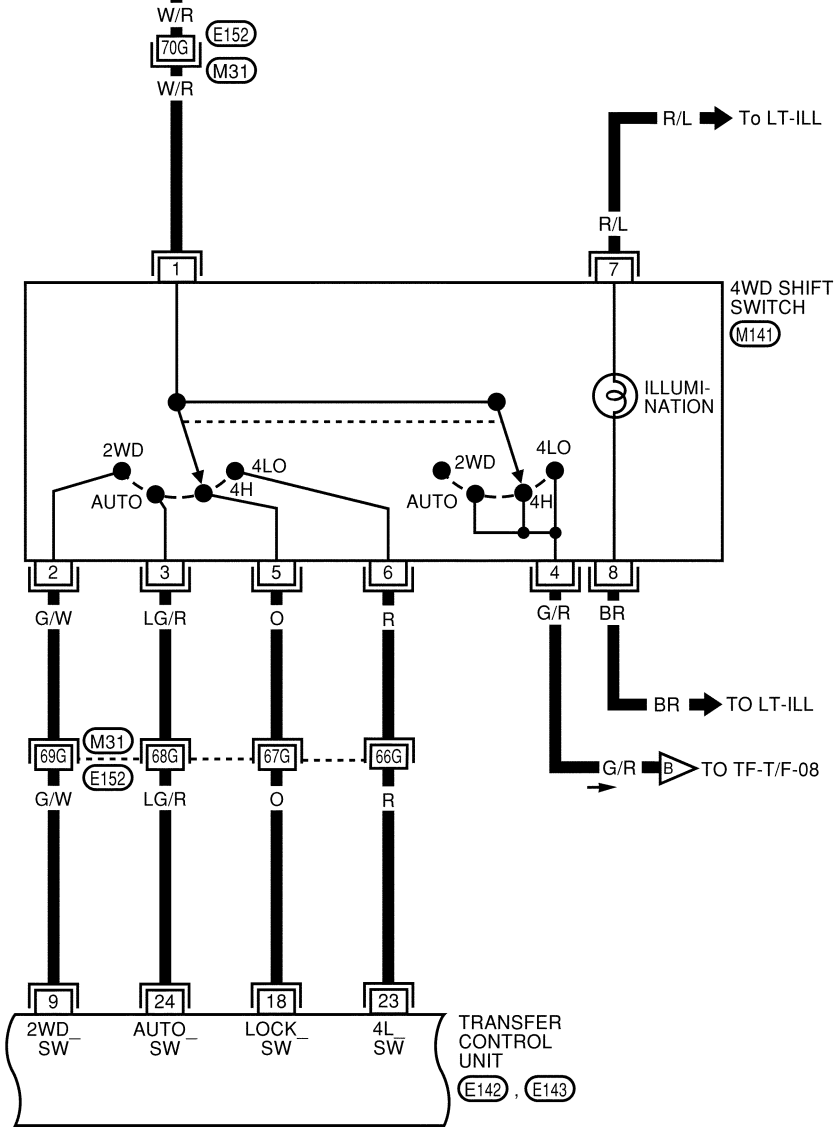 W/R
70G
E152
M31
W/R
R/L
To LT-ILL
R/L
1
7
4WD SHIFT
SWITCH
M141
ILLUMI-
NATION
2WD
AUTO
4H
4LO
2WD
AUTO
4H
4LO
2
3
5
6
4
8
G/W
LG/R
O
R
G/R
BR
BR
TO LT-ILL
69G
M31
E152
68G
67G
66G
G/R
B
TO TF-T/F-08
G/W
LG/R
O
R
9
24
18
23
2WD_
SW
AUTO_
SW
LOCK_
SW
4L_
SW
TRANSFER
CONTROL
UNIT
E142 , E143